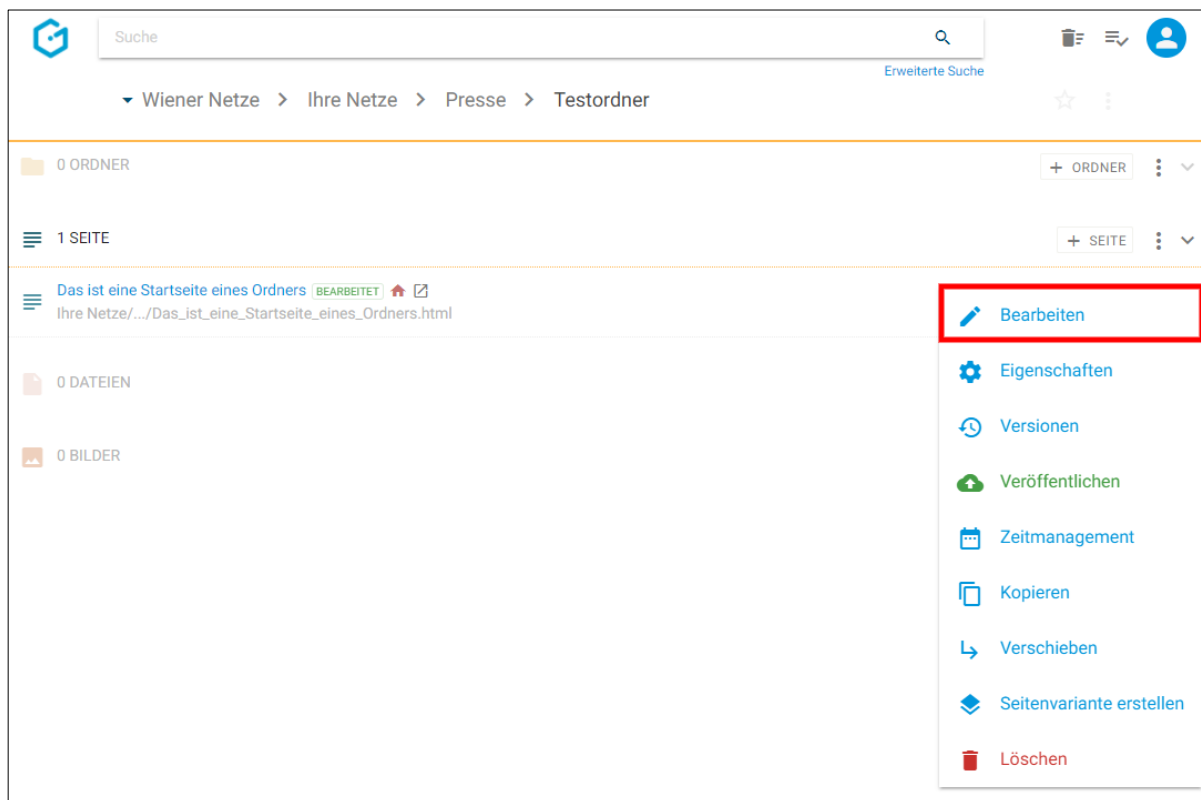 Suche
Erweiterte Suche
Wiener Netze > Ihre Netze > Presse > Testordner
0 ORDNER
+ ORDNER
1 SEITE
+ SEITE
Das ist eine Startseite eines Ordners BEARBEITET
Ihre Netze/.../Das_ist_eine_Startseite_eines_Ordners.html
0 DATEIEN
0 BILDER
Bearbeiten
Eigenschaften
Versionen
Veröffentlichen
Zeitmanagement
Kopieren
Verschieben
Seitenvariante erstellen
Löschen